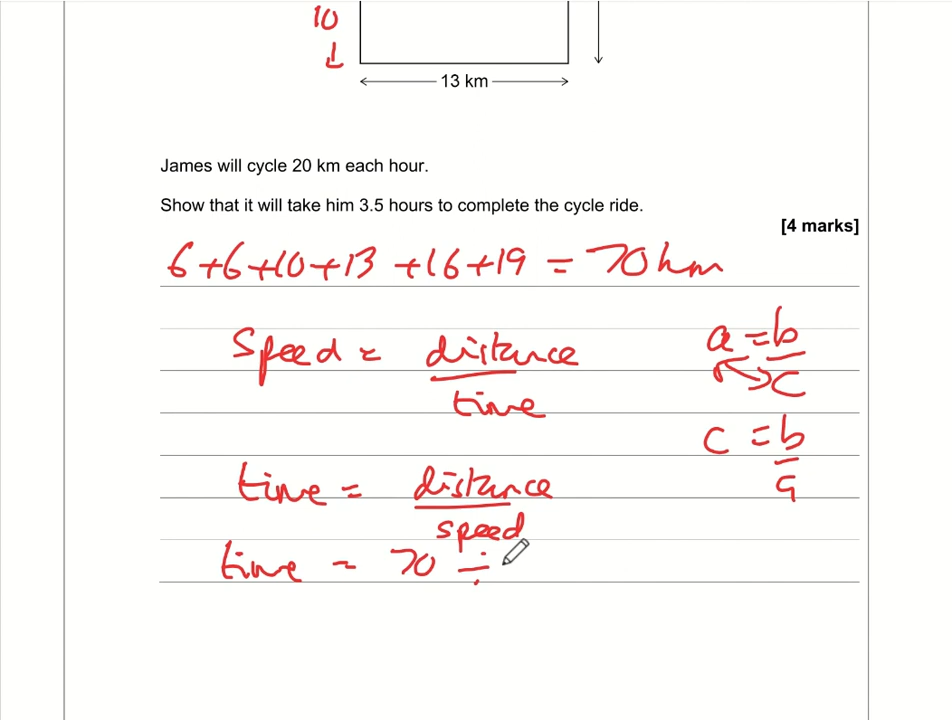 10
13 km
James will cycle 20 km each hour.
Show that it will take him 3.5 hours to complete the cycle ride.
[4 marks]
6+6+10+13 +16+19 = 70km
Speed = distance
time
a = b
c
c = b
a
time = distance
speed
time = 70 ÷